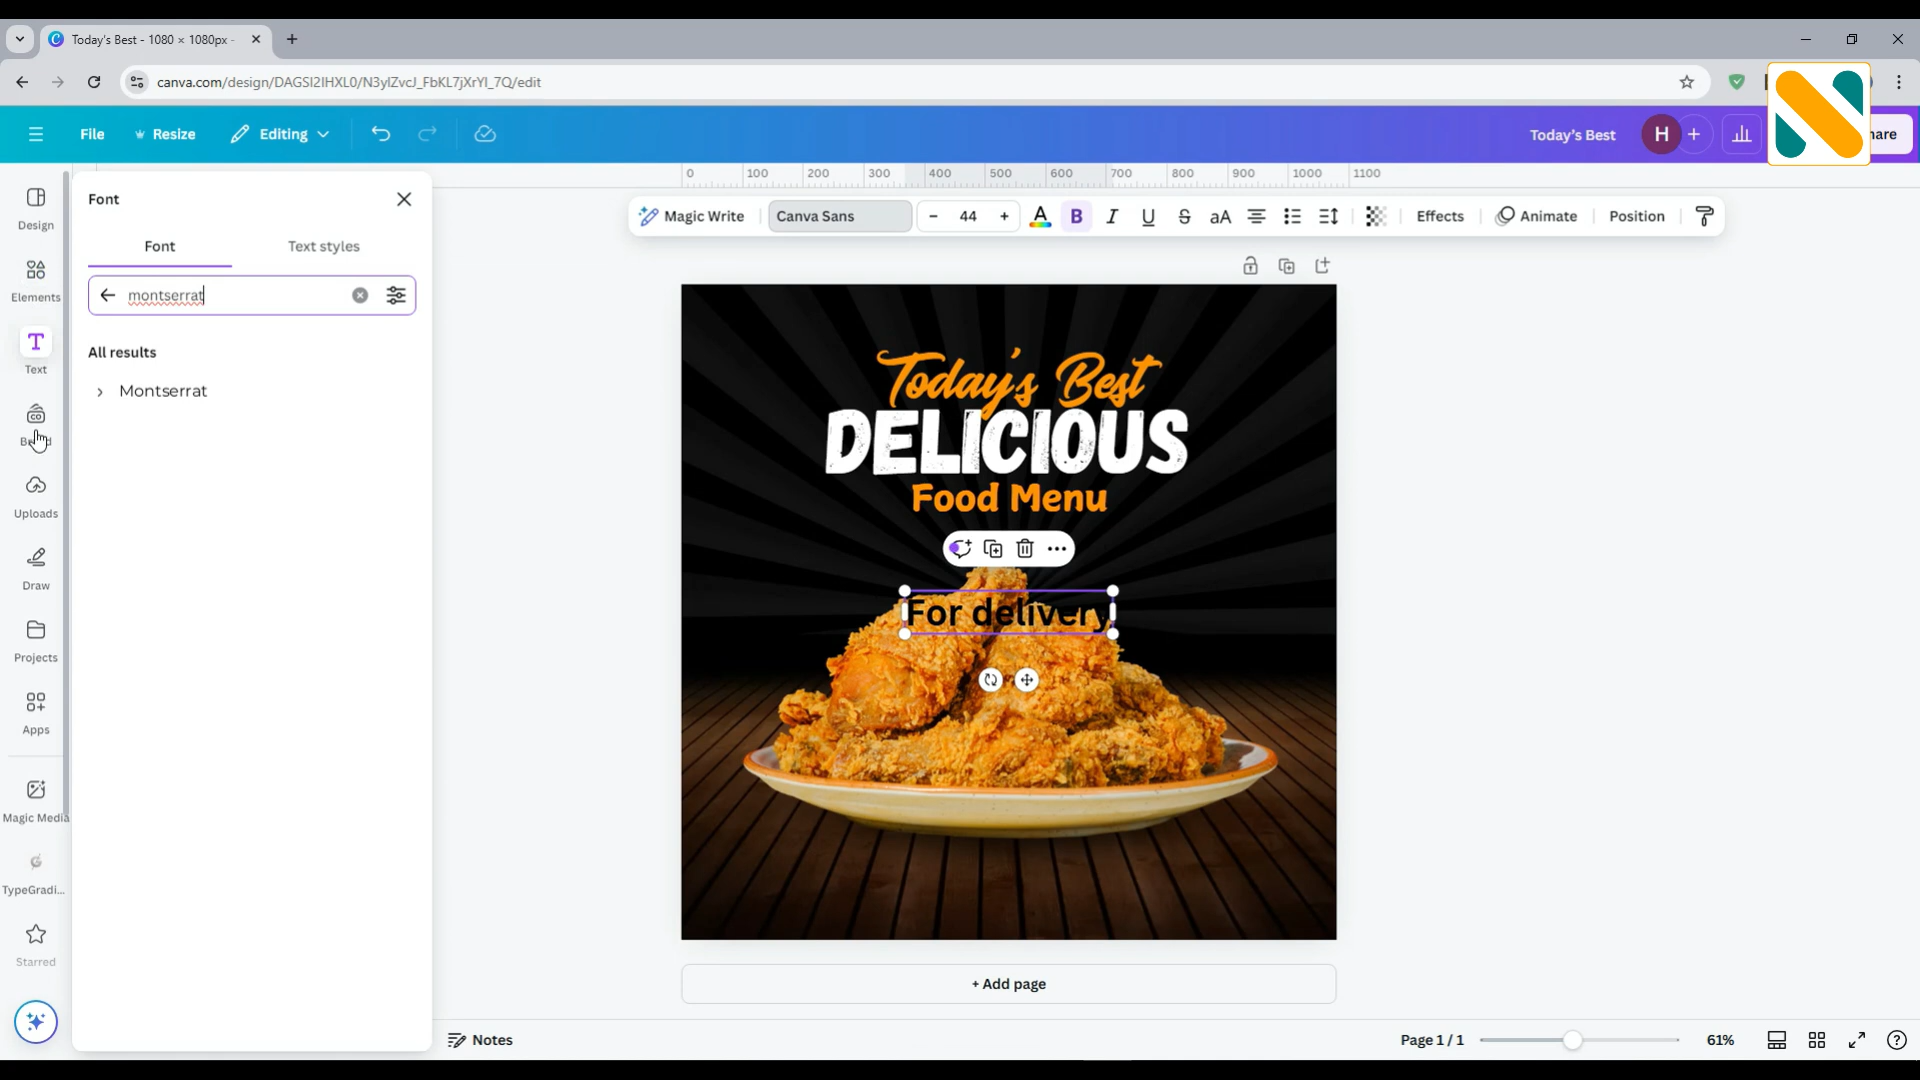 Today's Best - 1080 × 1080px -
canva.com/design/DAGSI2IHXL0/N3yIZvcJ_FbKL7jXrYI_7Q/edit
File
Resize
Editing
Today's Best
H
+
are
0 100 200 300 400 500 600 700 800 900 1000 1100
Font
Magic Write
Canva Sans
– 44 +
A
B
I
U
S
aA
Effects
Animate
Position
Design
Font
Text styles
montserrat
Elements
All results
Montserrat
Text
CO
Uploads
Draw
Projects
Apps
Magic Media
TypeGradi...
Starred
Today's Best
DELICIOUS
Food Menu
For delivery
+ Add page
Notes
Page 1 / 1
61%
?